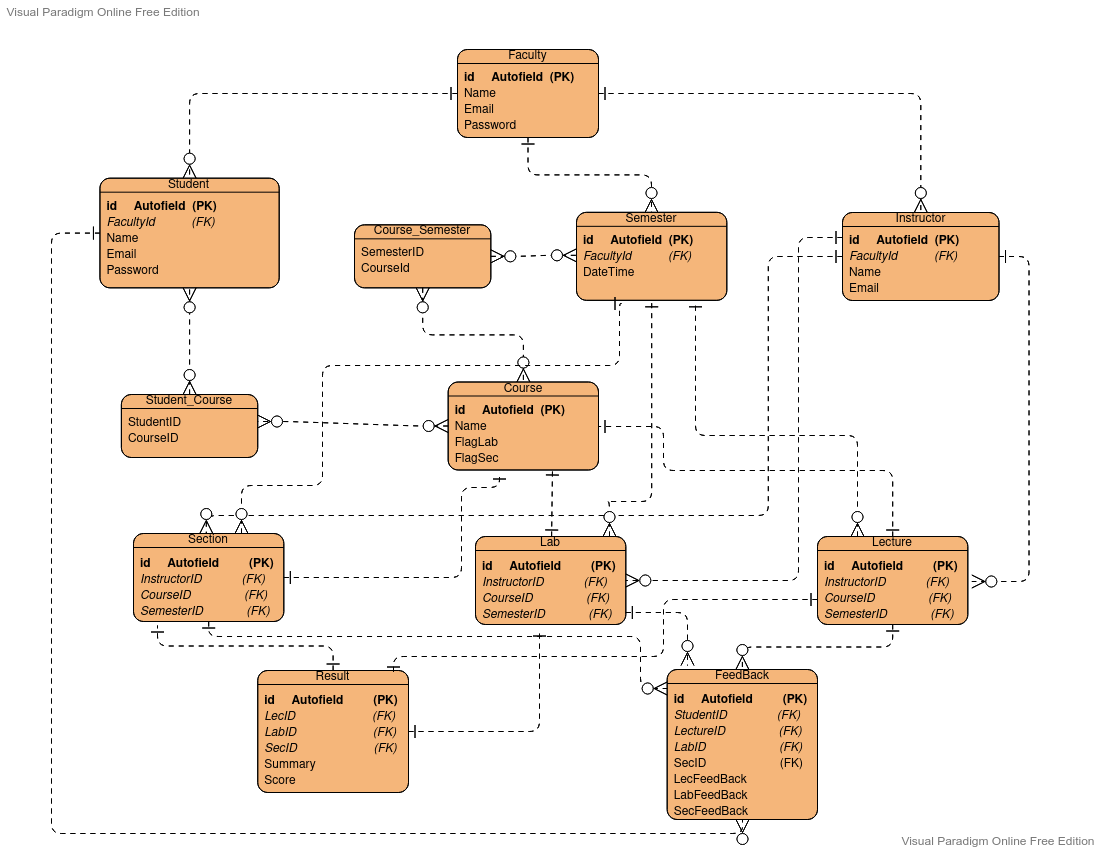 Visual Paradigm Online Free Edition
Faculty
id Autofield (PK)
Name
Email
Password
Student
id Autofield (PK)
FacultyId (FK)
Name
Email
Password
Course_Semester
SemesterID
CourseId
Semester
id Autofield (PK)
FacultyId (FK)
DateTime
Instructor
id Autofield (PK)
FacultyId (FK)
Name
Email
Student_Course
StudentID
CourseID
Course
id Autofield (PK)
Name
FlagLab
FlagSec
Section
id Autofield (PK)
InstructorID (FK)
CourseID (FK)
SemesterID (FK)
Lab
id Autofield (PK)
InstructorID (FK)
CourseID (FK)
SemesterID (FK)
Lecture
id Autofield (PK)
InstructorID (FK)
CourseID (FK)
SemesterID (FK)
Result
id Autofield (PK)
LecID (FK)
LabID (FK)
SecID (FK)
Summary
Score
FeedBack
id Autofield (PK)
StudentID (FK)
LectureID (FK)
LabID (FK)
SecID (FK)
LecFeedBack
LabFeedBack
SecFeedBack
Visual Paradigm Online Free Edition